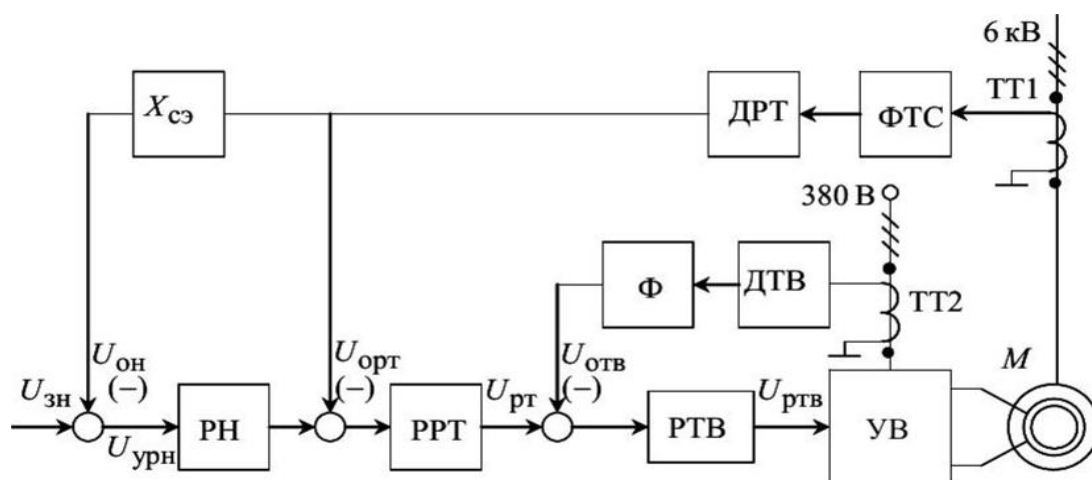 6 кВ
ТТ1
Xсэ
ДРТ
ФТС
380 В
Ф
ДТВ
ТТ2
Uзн
Uон
(−)
Uурн
РН
Uорт
(−)
РРТ
Uрт
Uотв
(−)
РТВ
Uртв
УВ
M